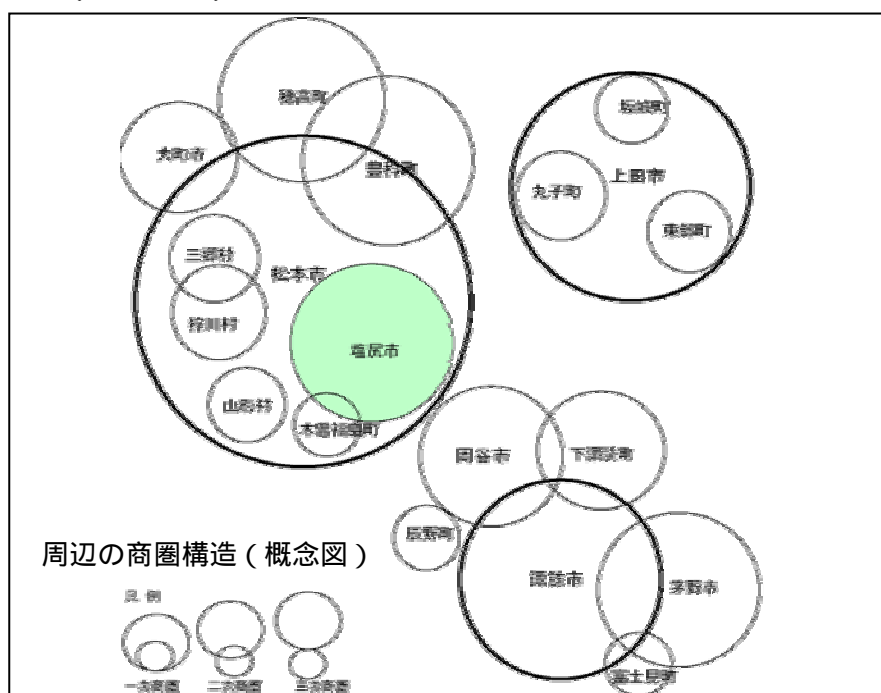 穂高町
大町市
豊科町
三郷村
松本市
梓川村
塩尻市
山形村
木曽福島町
坂城町
丸子町
上田市
東部町
岡谷市
下諏訪町
辰野町
諏訪市
茅野市
富士見町
周辺の商圏構造(概念図)
凡 例
一次商圏
二次商圏
三次商圏